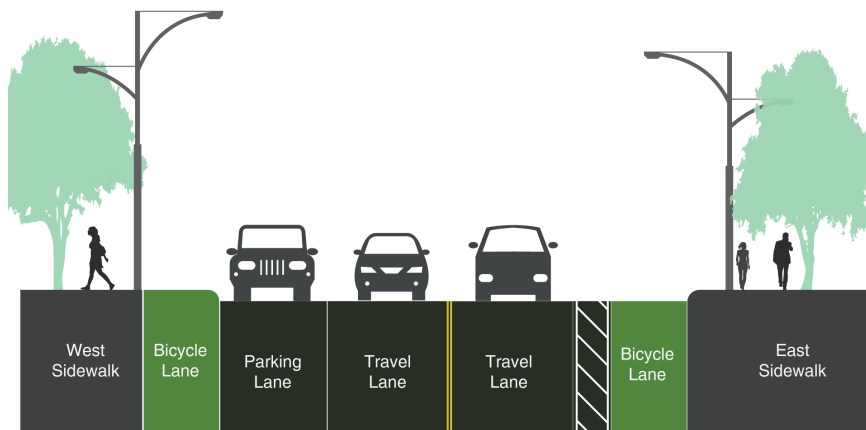 West
Sidewalk
Bicycle
Lane
Parking
Lane
Travel
Lane
Travel
Lane
Bicycle
Lane
East
Sidewalk